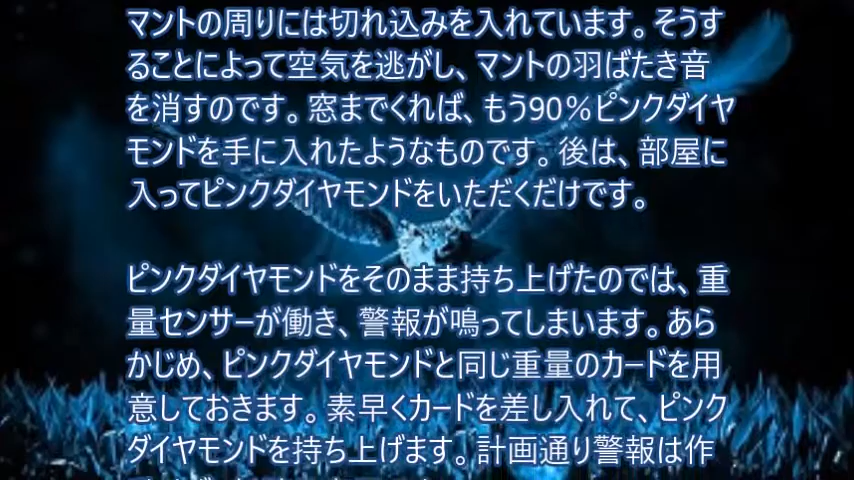 マントの周りには切れ込みを入れています。そうす
ることによって空気を逃がし、マントの羽ばたき音
を消すのです。窓までくれば、もう90%ピンクダイヤ
モンドを手に入れたようなものです。後は、部屋に
入ってピンクダイヤモンドをいただくだけです。
ピンクダイヤモンドをそのまま持ち上げたのでは、重
量センサーが働き、警報が鳴ってしまいます。あら
かじめ、ピンクダイヤモンドと同じ重量のカードを用
意しておきます。素早くカードを差し入れて、ピンク
ダイヤモンドを持ち上げます。計画通り警報は作